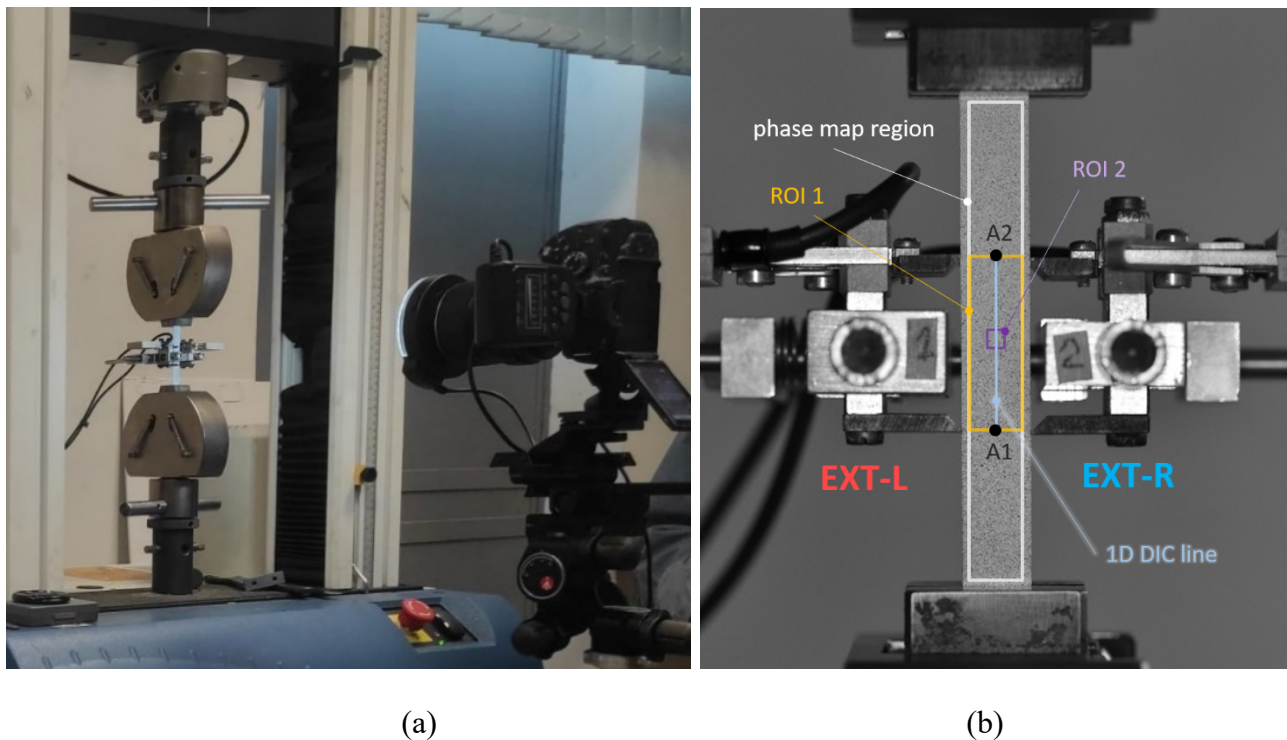 phase map region
ROI 1
ROI 2
A2
1
2
A1
EXT-L
EXT-R
1D DIC line
(a)
(b)